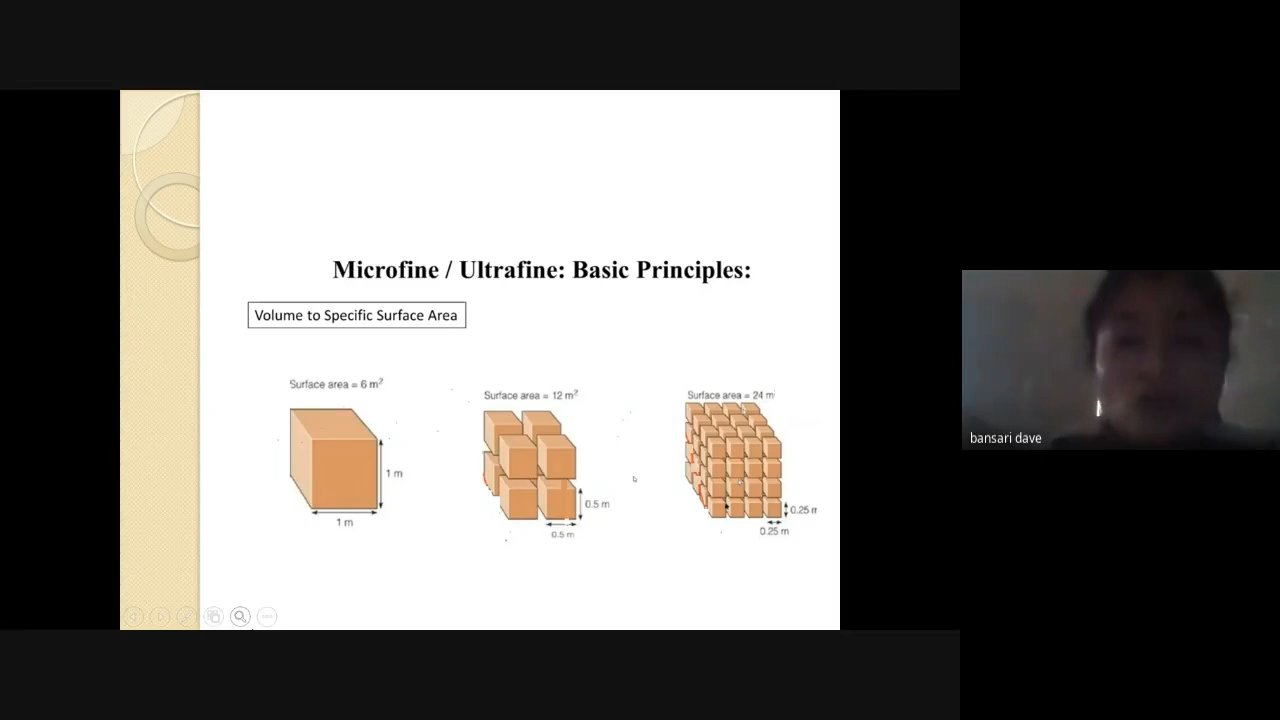 Microfine / Ultrafine: Basic Principles:
Volume to Specific Surface Area
Surface area = 6 m²
1 m
1 m
Surface area = 12 m²
0.5 m
0.5 m
Surface area = 24 m
0.25 m
0.25 m
bansari dave